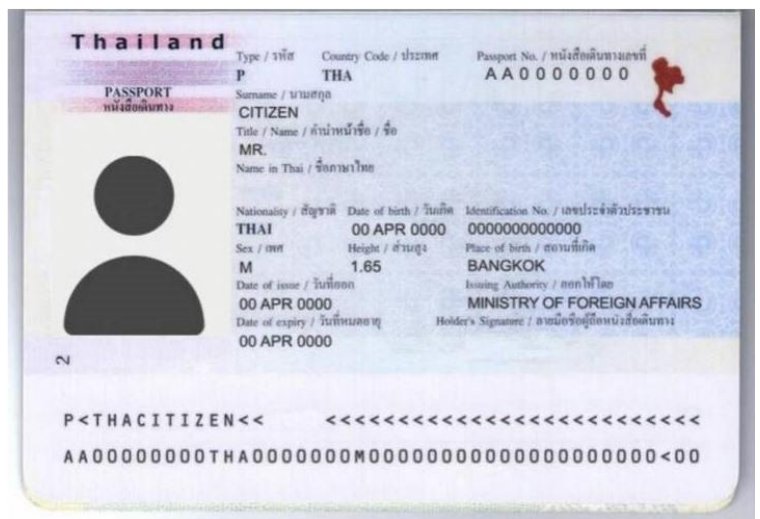 Thailand
PASSPORT
หนังสือเดินทาง
Type / รหัส Country Code / ประเทศ Passport No. / หนังสือเดินทางเลขที่
P THA AA0000000
Surname / นามสกุล
CITIZEN
Title / Name / คำนำหน้าชื่อ / ชื่อ
MR.
Name in Thai / ชื่อภาษาไทย
Nationality / สัญชาติ Date of birth / วันเกิด Identification No. / เลขประจำตัวประชาชน
THAI 00 APR 0000 0000000000000
Sex / เพศ Height / ส่วนสูง Place of birth / สถานที่เกิด
M 1.65 BANGKOK
Date of issue / วันที่ออก Issuing Authority / ออกให้โดย
00 APR 0000 MINISTRY OF FOREIGN AFFAIRS
Date of expiry / วันที่หมดอายุ Holder's Signature / ลายมือชื่อผู้ถือหนังสือเดินทาง
00 APR 0000
2
P<THACITIZEN<< <<<<<<<<<<<<<<<<<<<<<<<<<<
AA00000000THA0000000M00000000000000000000<00